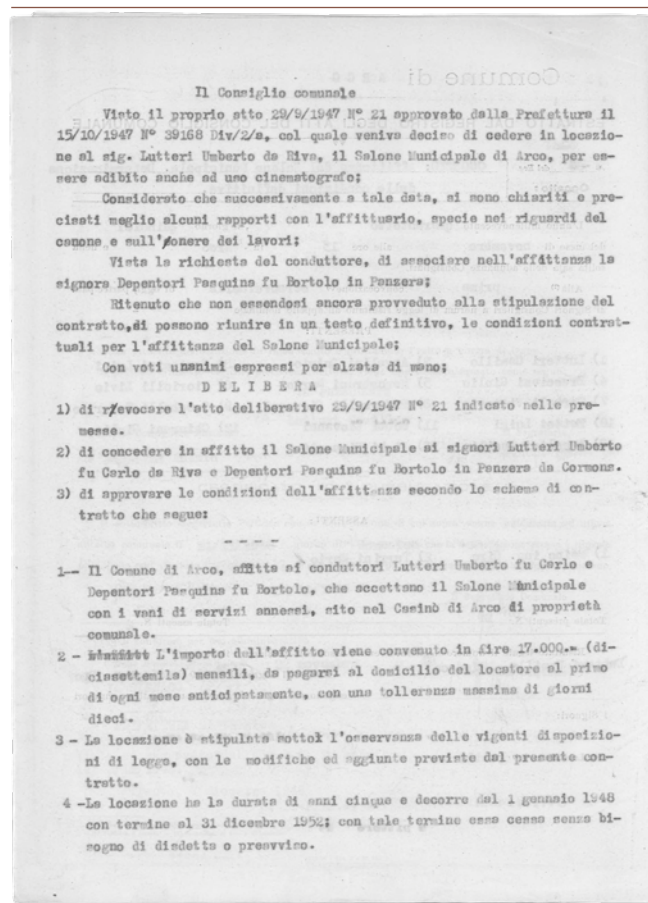 Il Consiglio comunale
Visto il proprio atto 29/9/1947 N° 21 approvato dalla Prefettura il
15/10/1947 N° 39168 Div/2/a, col quale veniva deciso di cedere in locazio-
ne al sig. Lutteri Umberto da Riva, il Salone Municipale di Arco, per es-
sere adibito anche ad uso cinematografo;
Considerato che successivamente a tale data, si sono chiariti e pre-
cisati meglio alcuni rapporti con l'affittuario, specie nei riguardi del
canone e sull'onere dei lavori;
Vista la richiesta del conduttore, di associare nell'affittanza la
signora Depentori Pasquina fu Bortolo in Panzera;
Ritenuto che non essendosi ancora provveduto alla stipulazione del
contratto, si possono riunire in un testo definitivo, le condizioni contrat-
tuali per l'affittanza del Salone Municipale;
Con voti unanimi espressi per alzata di mano;
D E L I B E R A
1) di revocare l'atto deliberativo 29/9/1947 N° 21 indicato nelle pre-
messe.
2) di concedere in affitto il Salone Municipale ai signori Lutteri Umberto
fu Carlo da Riva e Depentori Pasquina fu Bortolo in Panzera da Cormons.
3) di approvare le condizioni dell'affittanza secondo lo schema di con-
tratto che segue:
- - - -
1-- Il Comune di Arco, affitta ai conduttori Lutteri Umberto fu Carlo e
Depentori Pasquina fu Bortolo, che accettano il Salone Municipale
con i vani di servizi annessi, sito nel Casinò di Arco di proprietà
comunale.
2 - L'importo dell'affitto viene convenuto in Lire 17.000.= (di-
ciassettemila) mensili, da pagarsi al domicilio del locatore al primo
di ogni mese anticipatamente, con una tolleranza massima di giorni
dieci.
3 - La locazione è stipulata sotto l'osservanza delle vigenti disposizio-
ni di legge, con le modifiche ed aggiunte previste dal presente con-
tratto.
4 -La locazione ha la durata di anni cinque e decorre dal 1 gennaio 1948
con termine al 31 dicembre 1952; con tale termine essa cessa senza bi-
sogno di disdetta o preavviso.